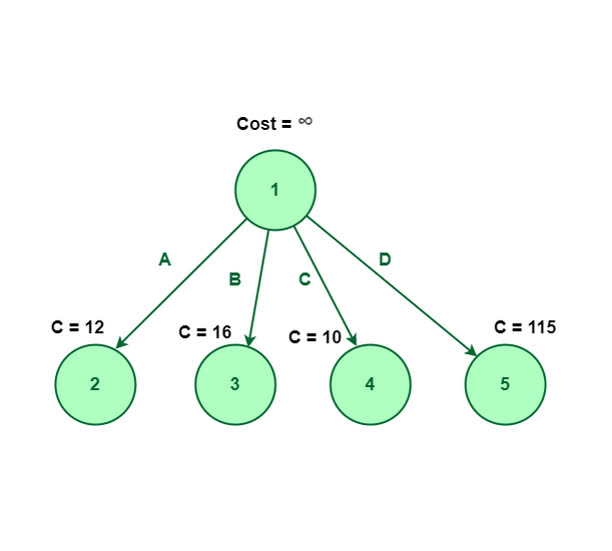 Cost = ∞
1
A
B
C
D
C = 12
C = 16
C = 10
C = 115
2
3
4
5